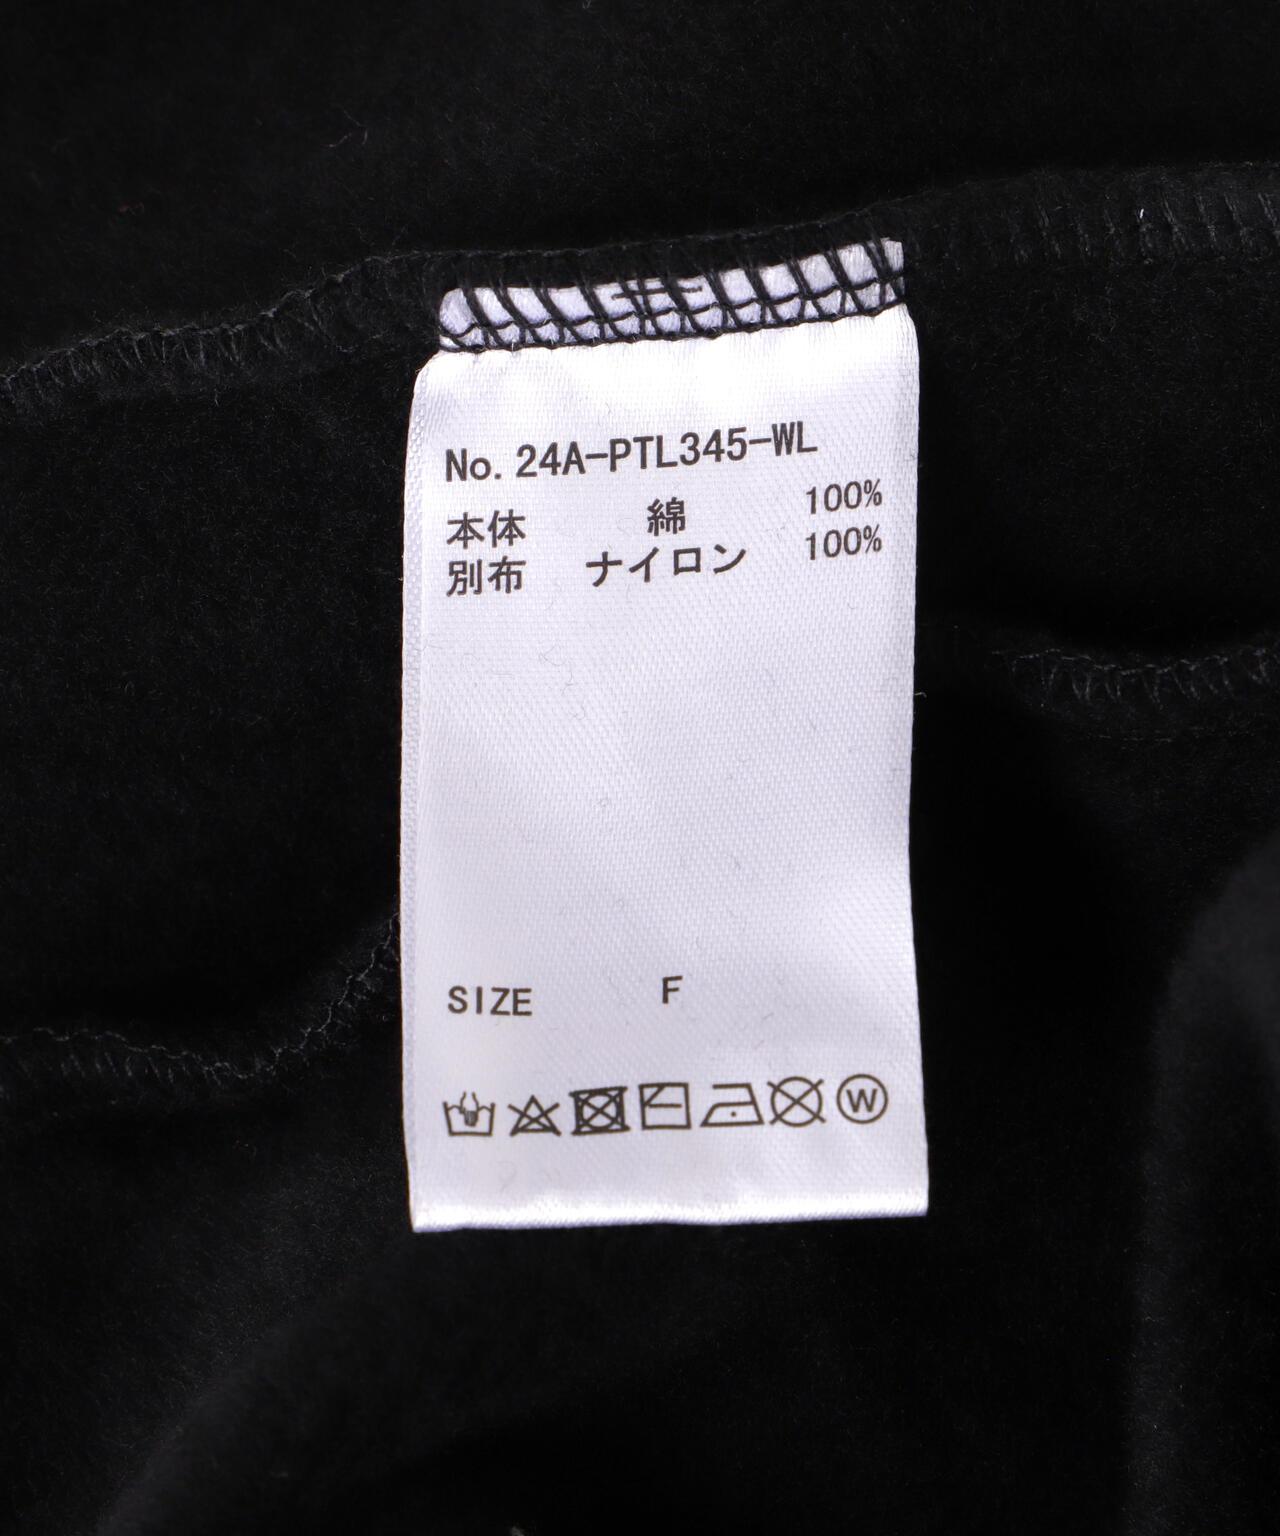 No. 24A-PTL345-WL
本体 綿 100%
別布 ナイロン 100%
SIZE F
W